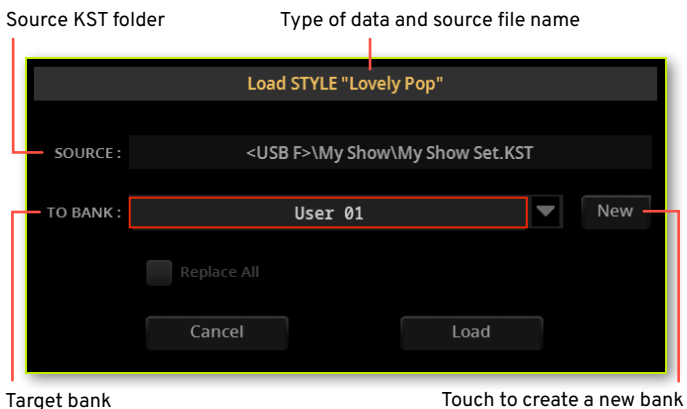 Source KST folder
Type of data and source file name
Load STYLE "Lovely Pop"
SOURCE :
<USB F>\My Show\My Show Set.KST
TO BANK :
User 01
New
Replace All
Cancel
Load
Target bank
Touch to create a new bank